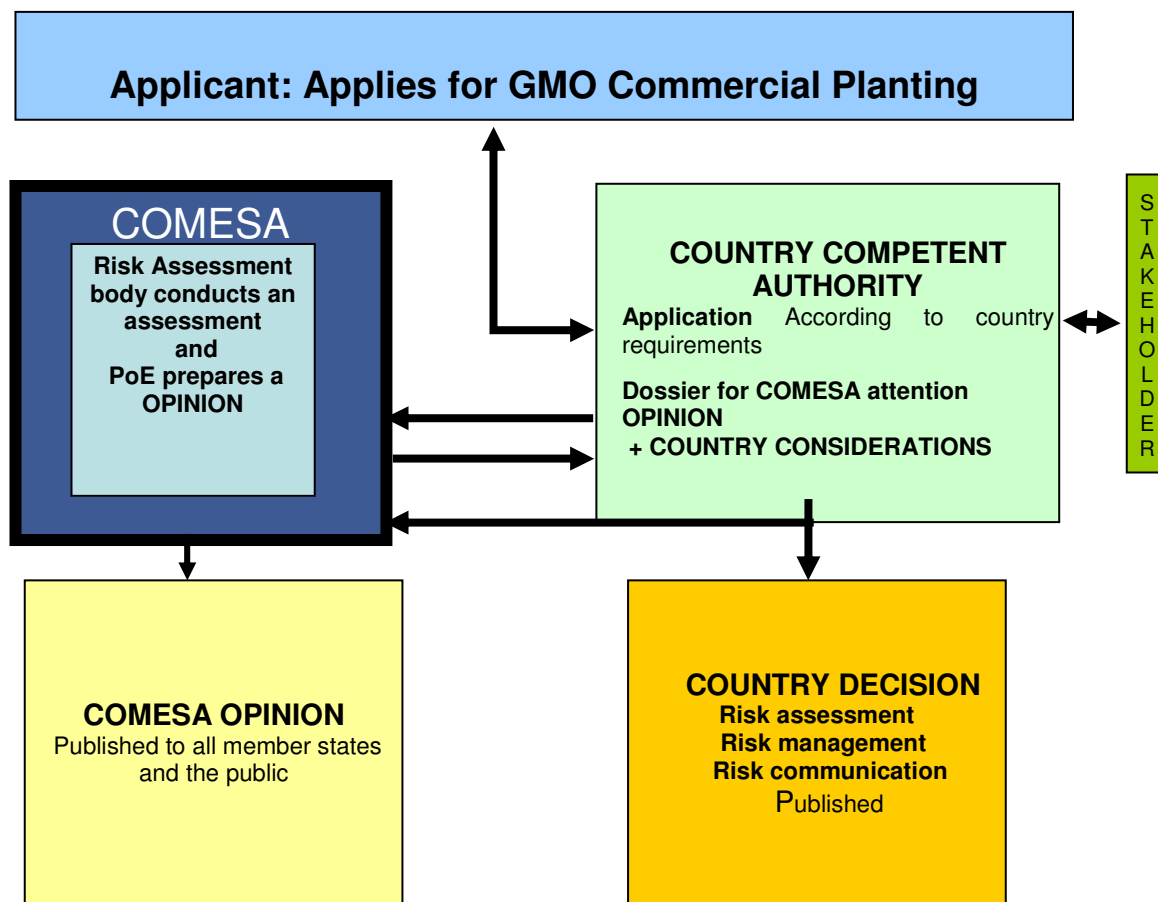 Applicant: Applies for GMO Commercial Planting
COMESA
Risk Assessment
body conducts an
assessment
and
PoE prepares a
OPINION
COUNTRY COMPETENT
AUTHORITY
Application According to country
requirements
Dossier for COMESA attention
OPINION
+ COUNTRY CONSIDERATIONS
S
T
A
K
E
H
O
L
D
E
R
COMESA OPINION
Published to all member states
and the public
COUNTRY DECISION
Risk assessment
Risk management
Risk communication
Published